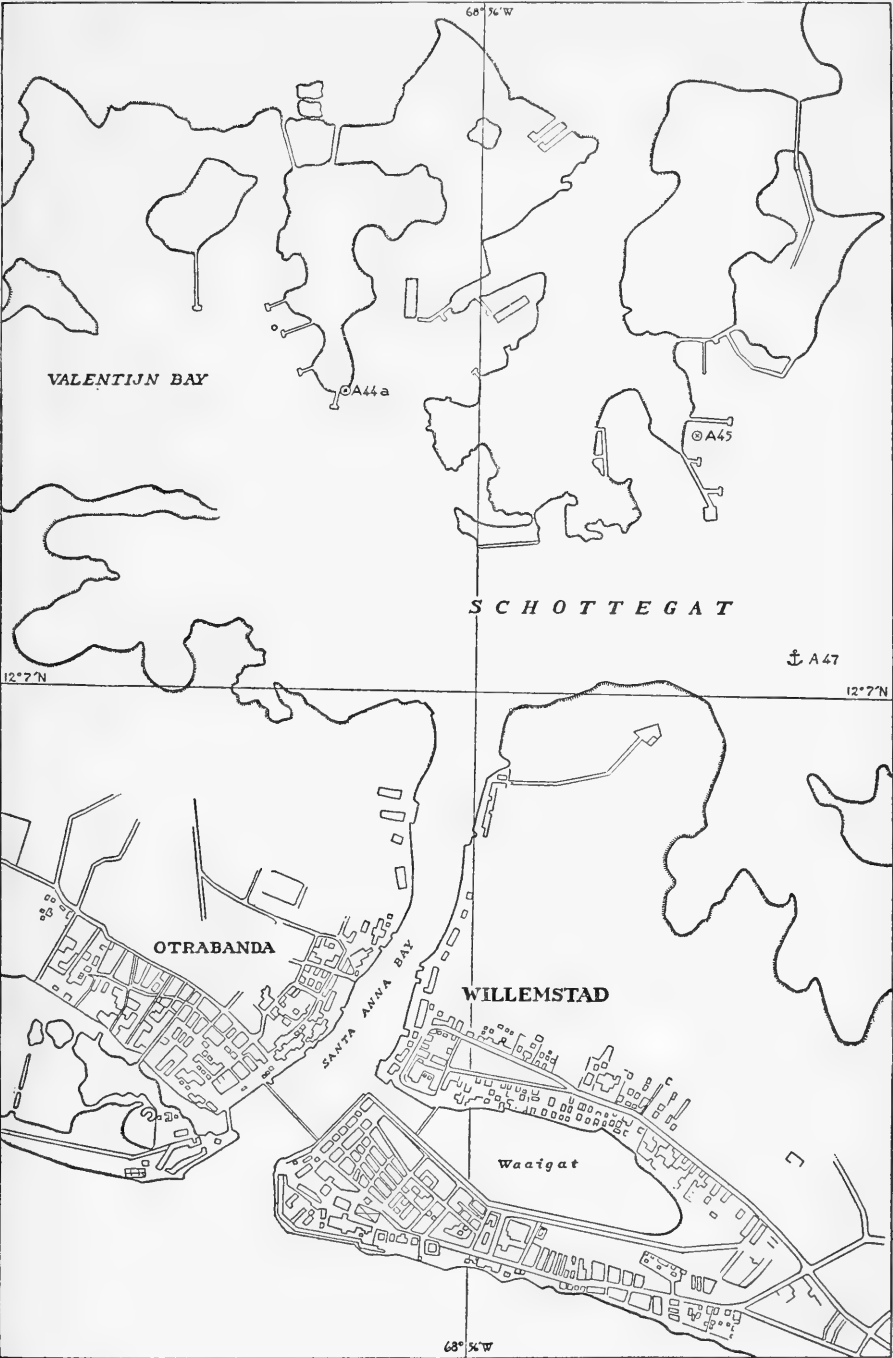 68°56'W
VALENTIJN BAY
A44a
A45
SCHOTTEGAT
A47
12°7'N
12°7'N
OTRABANDA
SANTA ANNA BAY
WILLEMSTAD
Waaigat
68°56'W